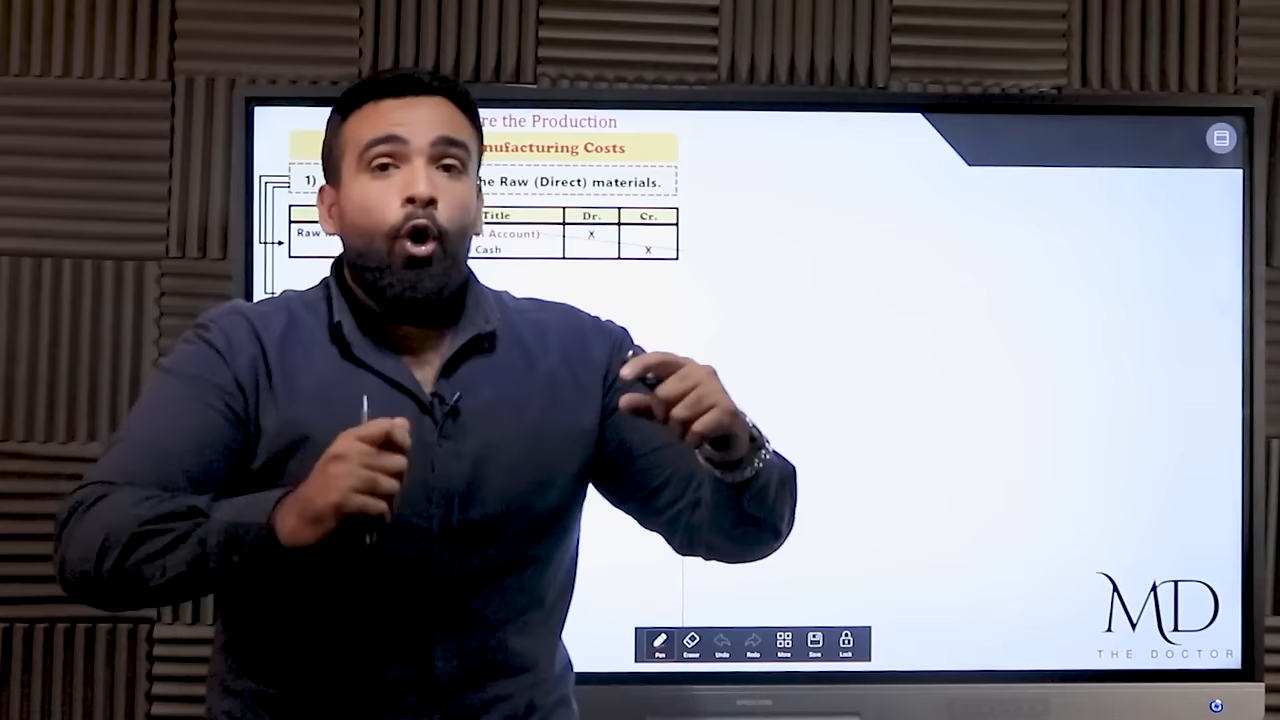 re the Production
nufacturing Costs
1) he Raw (Direct) materials.
Title Dr. Cr.
Raw Account) X
Cash X
Pen Eraser Undo Redo More Save Lock
MD
THE DOCTOR